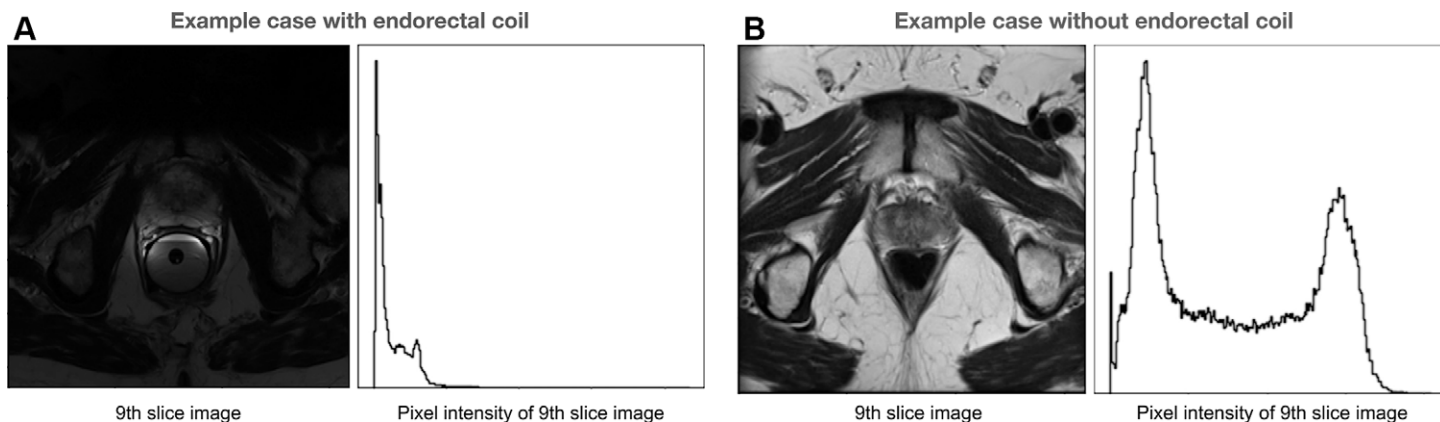 A
Example case with endorectal coil
9th slice image
Pixel intensity of 9th slice image
B
Example case without endorectal coil
9th slice image
Pixel intensity of 9th slice image